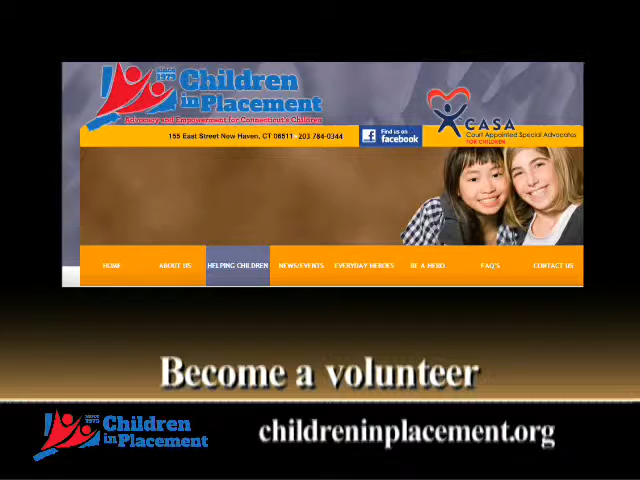 SINCE 1975
Children in Placement
Advocacy and Empowerment for Connecticut's Children
155 East Street New Haven, CT 06511 • 203 784-0344
Find us on facebook
CASA
Court Appointed Special Advocates
FOR CHILDREN
HOME ABOUT US HELPING CHILDREN NEWS/EVENTS EVERYDAY HEROES BE A HERO FAQ'S CONTACT US
Become a volunteer
SINCE 1975
Children in Placement
childreninplacement.org